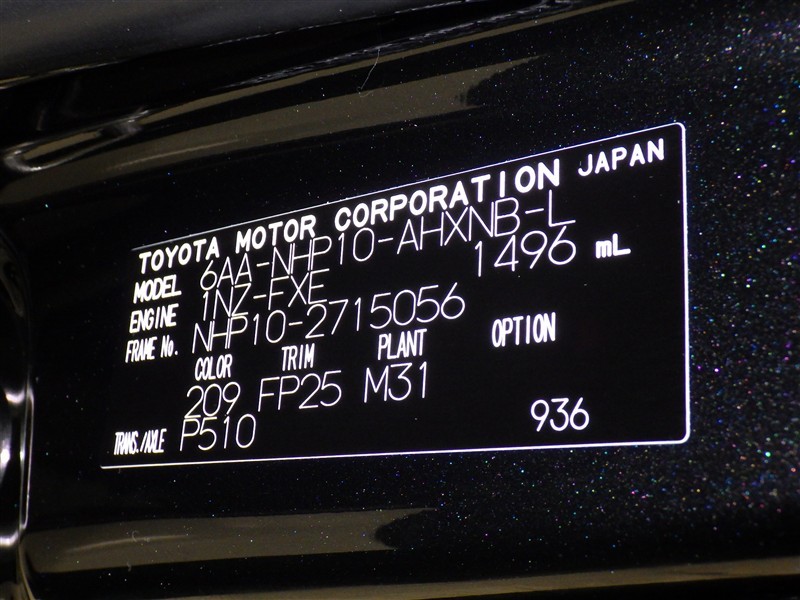 TOYOTA MOTOR CORPORATION JAPAN
MODEL 6AA-NHP10-AHXNB-L
ENGINE 1NZ-FXE 1496 mL
FRAME No. NHP10-2715056
COLOR TRIM PLANT OPTION
209 FP25 M31
TRANS./AXLE P510 936